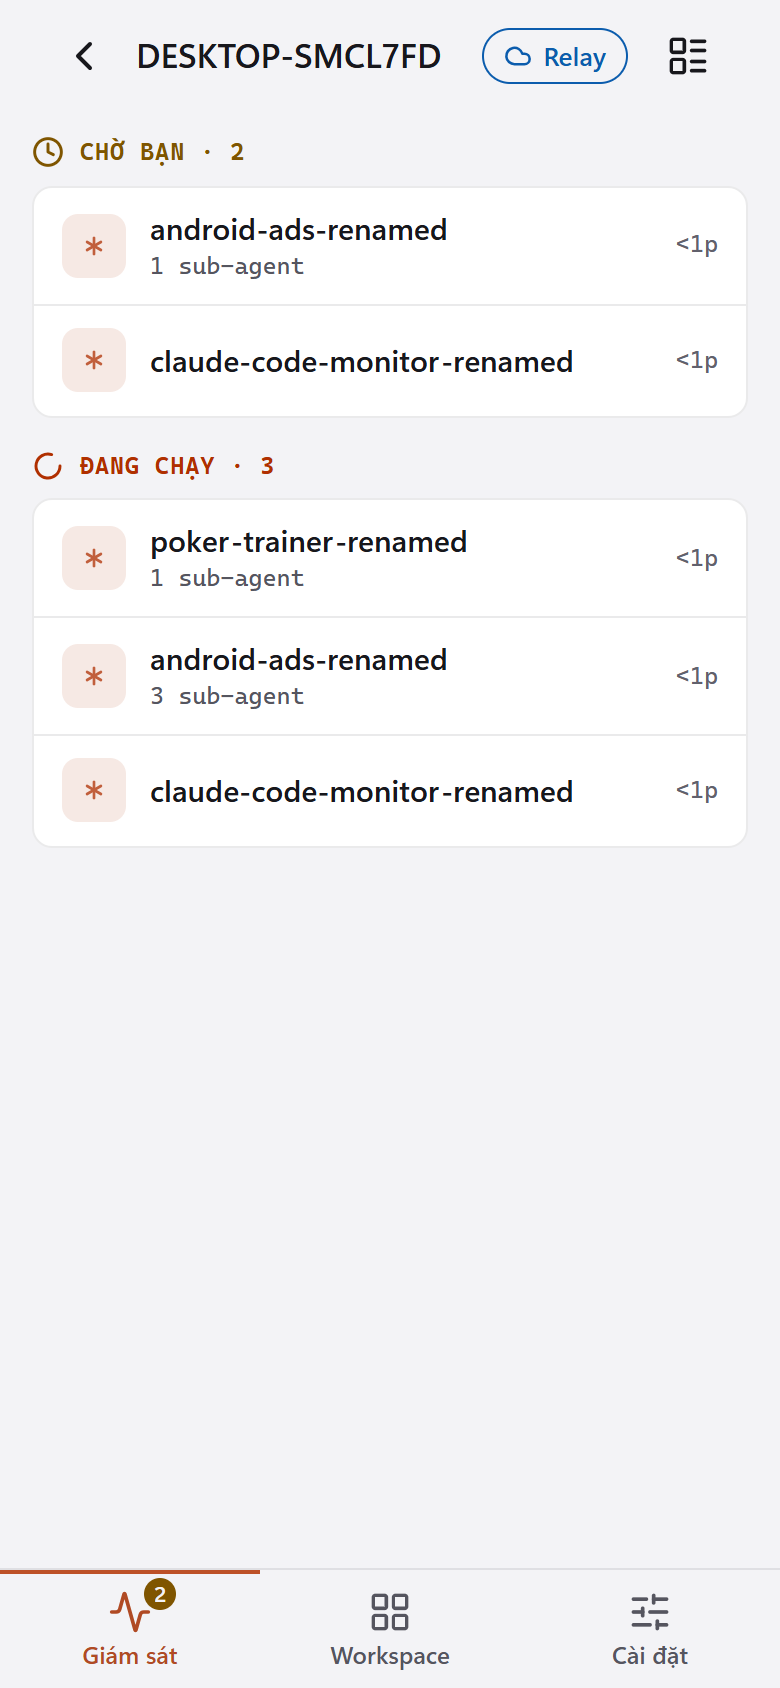 DESKTOP-SMCL7FD
Relay
CHỜ BẠN · 2
android-ads-renamed
1 sub-agent
<1p
claude-code-monitor-renamed
<1p
ĐANG CHẠY · 3
poker-trainer-renamed
1 sub-agent
<1p
android-ads-renamed
3 sub-agent
<1p
claude-code-monitor-renamed
<1p
2
Giám sát
Workspace
Cài đặt